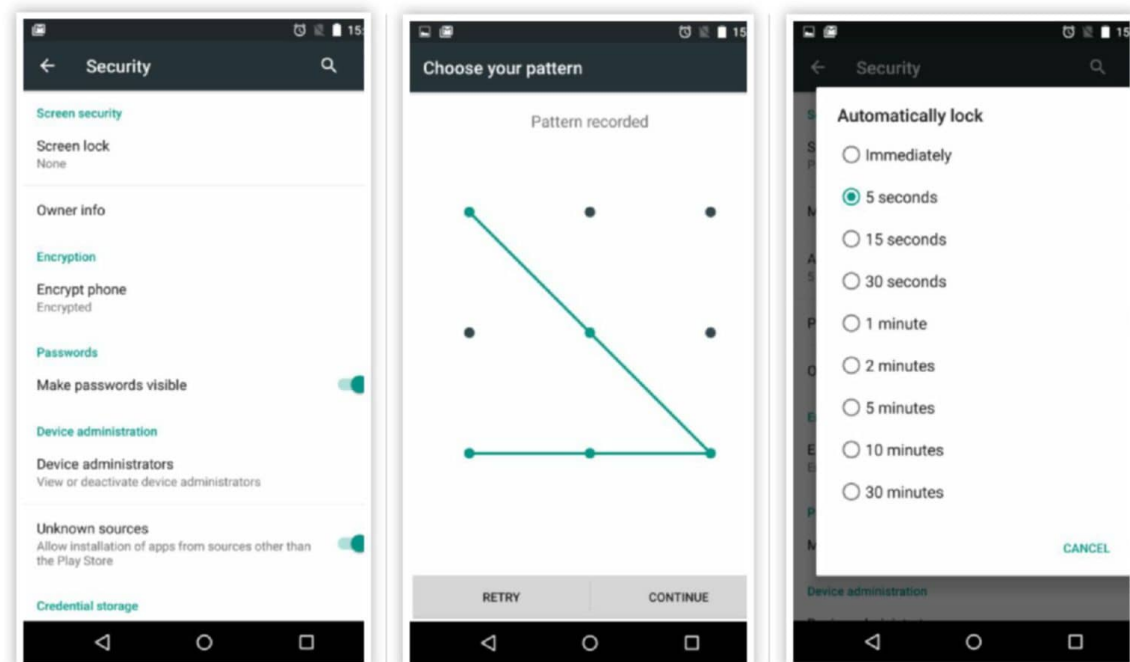 15:
Security
Screen security
Screen lock
None
Owner info
Encryption
Encrypt phone
Encrypted
Passwords
Make passwords visible
Device administration
Device administrators
View or deactivate device administrators
Unknown sources
Allow installation of apps from sources other than
the Play Store
Credential storage
15
Choose your pattern
Pattern recorded
RETRY
CONTINUE
15
Security
Automatically lock
Immediately
5 seconds
15 seconds
30 seconds
1 minute
2 minutes
5 minutes
10 minutes
30 minutes
CANCEL
Device administration